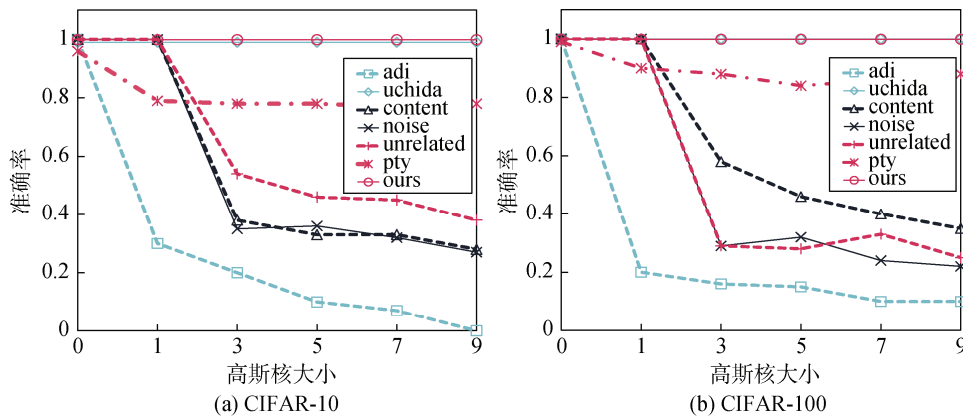 1
0.8
0.6
0.4
0.2
0
准确率
adi
uchida
content
noise
unrelated
pty
ours
0 1 3 5 7 9
高斯核大小
(a) CIFAR-10
1
0.8
0.6
0.4
0.2
0
准确率
adi
uchida
content
noise
unrelated
pty
ours
0 1 3 5 7 9
高斯核大小
(b) CIFAR-100